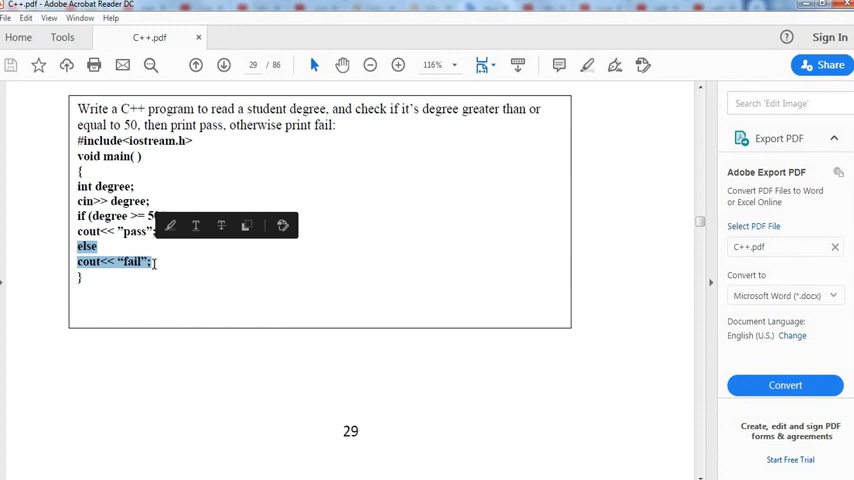 C++.pdf - Adobe Acrobat Reader DC
File Edit View Window Help
Home Tools C++.pdf × Sign In
29 / 86 116% Share
Write a C++ program to read a student degree, and check if it’s degree greater than or
equal to 50, then print pass, otherwise print fail:
#include<iostream.h>
void main( )
{
int degree;
cin>> degree;
if (degree >= 50
cout<< ”pass”;
else
cout<< “fail”;
}
29
Search 'Edit Image'
Export PDF
Adobe Export PDF
Convert PDF Files to Word
or Excel Online
Select PDF File
C++.pdf ×
Convert to
Microsoft Word (*.docx)
Document Language:
English (U.S.) Change
Convert
Create, edit and sign PDF
forms & agreements
Start Free Trial